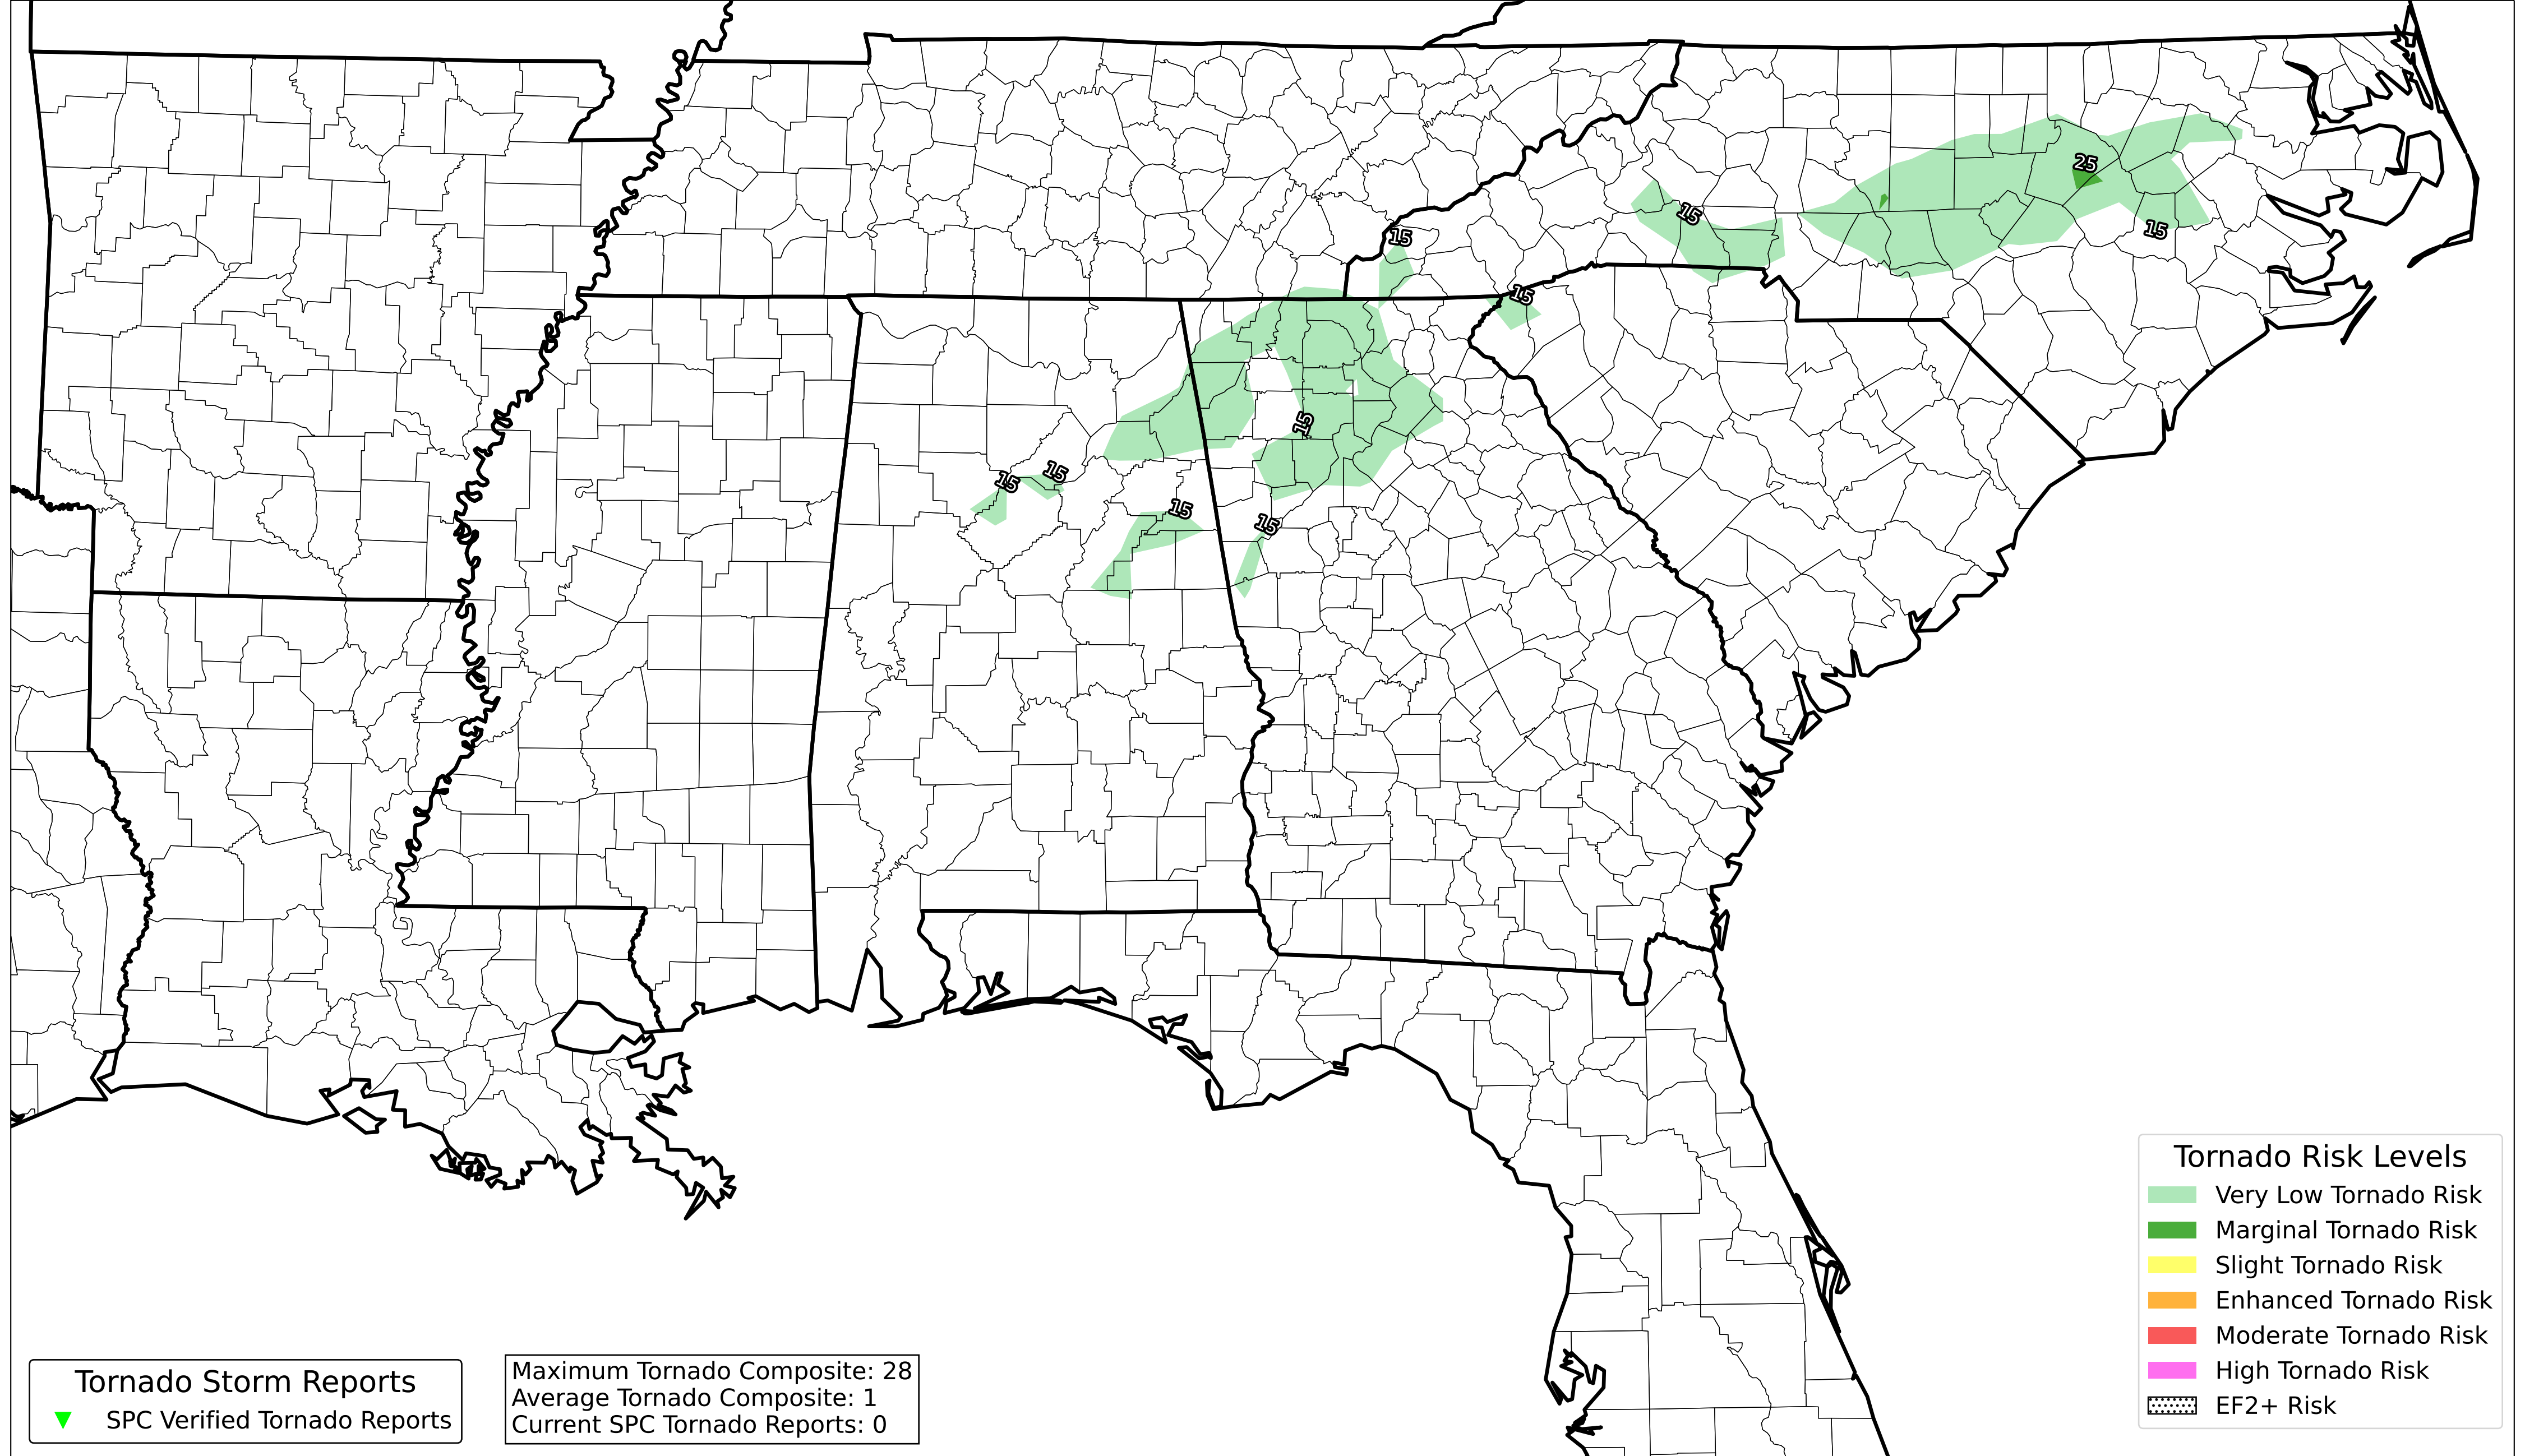 25
15
15
15
15
15
15
15
15
15
Tornado Risk Levels
Very Low Tornado Risk
Marginal Tornado Risk
Slight Tornado Risk
Enhanced Tornado Risk
Moderate Tornado Risk
High Tornado Risk
EF2+ Risk
Tornado Storm Reports
SPC Verified Tornado Reports
Maximum Tornado Composite: 28
Average Tornado Composite: 1
Current SPC Tornado Reports: 0